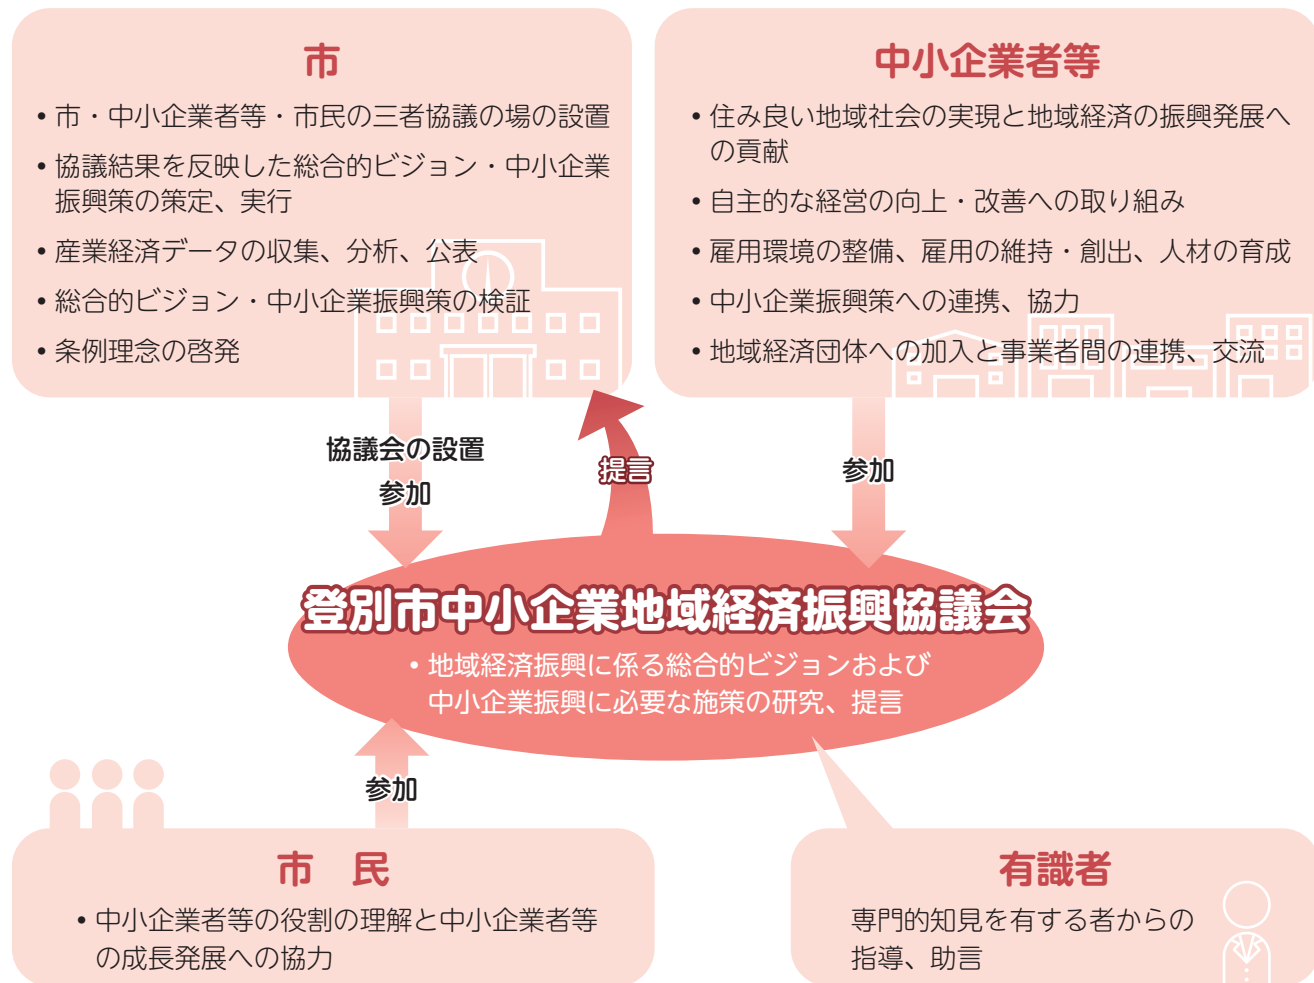 市
• 市・中小企業者等・市民の三者協議の場の設置
• 協議結果を反映した総合的ビジョン・中小企業
振興策の策定、実行
• 産業経済データの収集、分析、公表
• 総合的ビジョン・中小企業振興策の検証
• 条例理念の啓発
中小企業者等
• 住み良い地域社会の実現と地域経済の振興発展へ
の貢献
• 自主的な経営の向上・改善への取り組み
• 雇用環境の整備、雇用の維持・創出、人材の育成
• 中小企業振興策への連携、協力
• 地域経済団体への加入と事業者間の連携、交流
協議会の設置
参加
提言
参加
登別市中小企業地域経済振興協議会
• 地域経済振興に係る総合的ビジョンおよび
中小企業振興に必要な施策の研究、提言
参加
市　民
• 中小企業者等の役割の理解と中小企業者等
の成長発展への協力
有識者
専門的知見を有する者からの
指導、助言